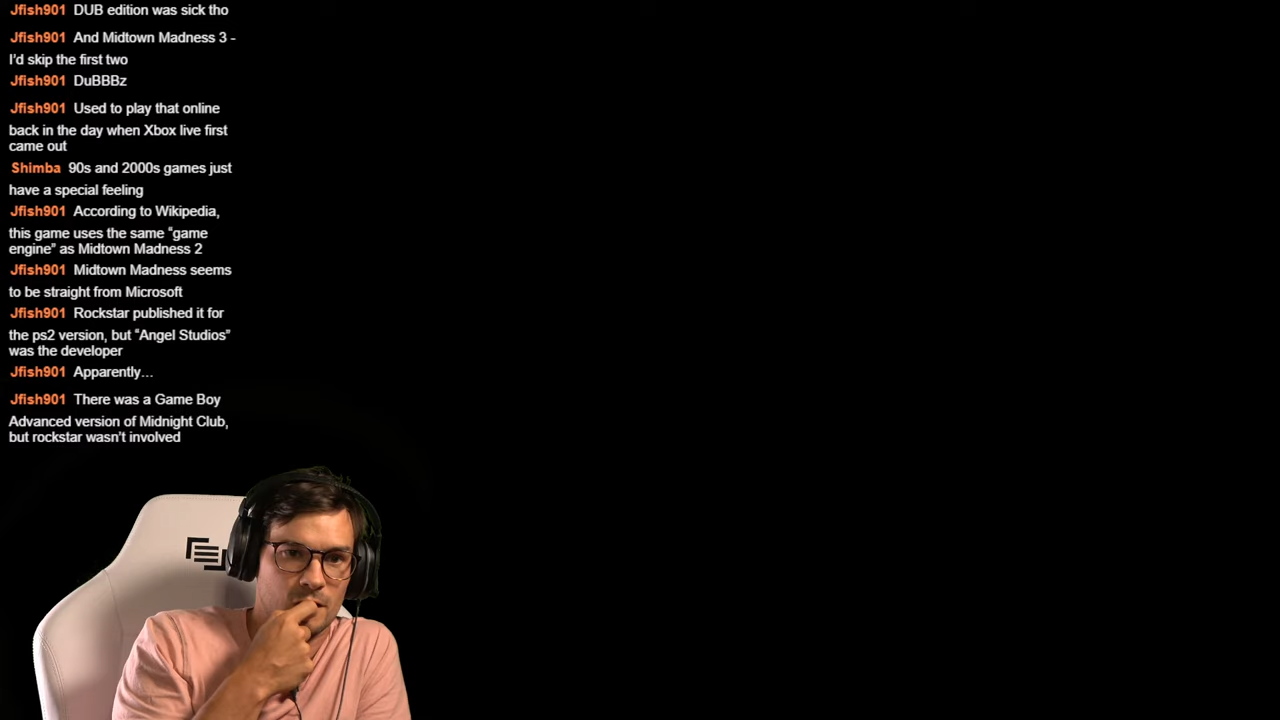 Jfish901 DUB edition was sick tho
Jfish901 And Midtown Madness 3 -
I'd skip the first two
Jfish901 DuBBBz
Jfish901 Used to play that online
back in the day when Xbox live first
came out
Shimba 90s and 2000s games just
have a special feeling
Jfish901 According to Wikipedia,
this game uses the same “game
engine” as Midtown Madness 2
Jfish901 Midtown Madness seems
to be straight from Microsoft
Jfish901 Rockstar published it for
the ps2 version, but “Angel Studios”
was the developer
Jfish901 Apparently…
Jfish901 There was a Game Boy
Advanced version of Midnight Club,
but rockstar wasn't involved